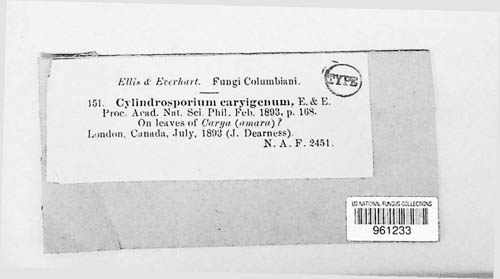 Ellis & Everhart. Fungi Columbiani.
TYPE
151. Cylindrosporium caryigenum, E. & E.
Proc. Acad. Nat. Sci. Phil. Feb. 1893, p. 168.
On leaves of Carya (amara)?
London, Canada, July, 1893 (J. Dearness).
N. A. F. 2451.
US NATIONAL FUNGUS COLLECTIONS
961233